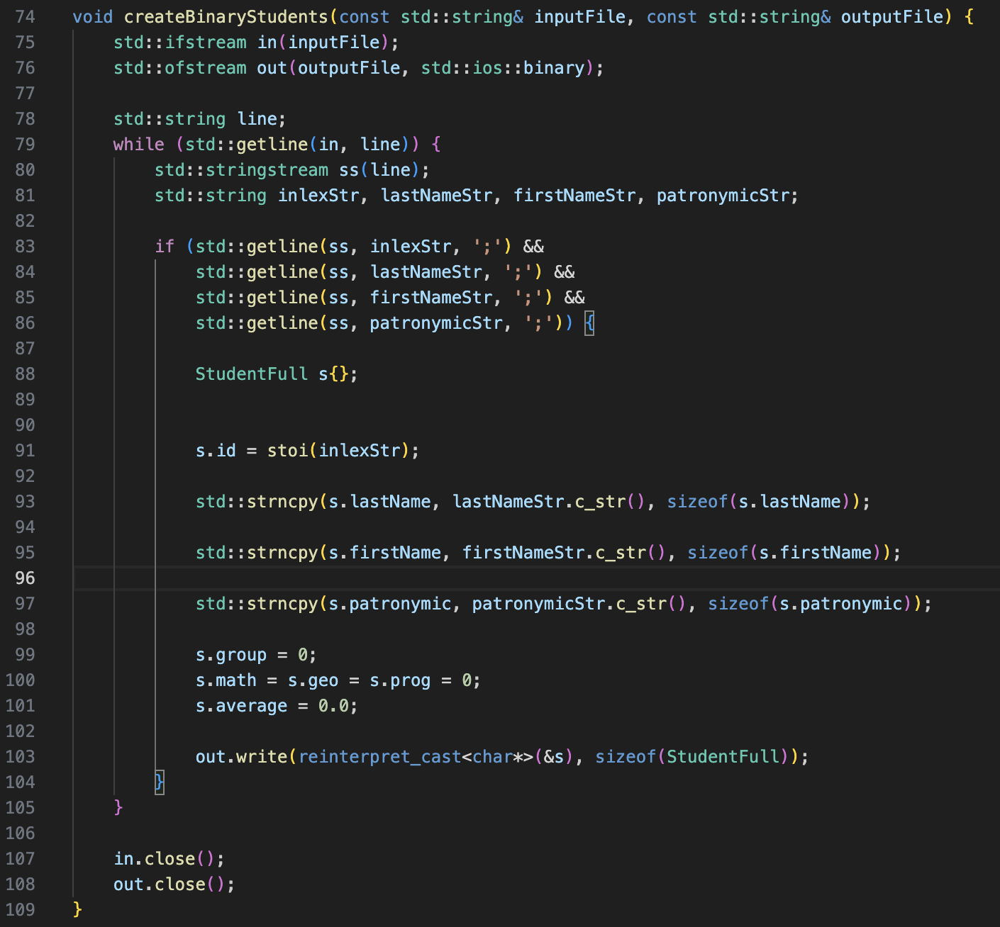 74 void createBinaryStudents(const std::string& inputFile, const std::string& outputFile) {
75     std::ifstream in(inputFile);
76     std::ofstream out(outputFile, std::ios::binary);
77
78     std::string line;
79     while (std::getline(in, line)) {
80         std::stringstream ss(line);
81         std::string inlexStr, lastNameStr, firstNameStr, patronymicStr;
82
83         if (std::getline(ss, inlexStr, ';') &&
84             std::getline(ss, lastNameStr, ';') &&
85             std::getline(ss, firstNameStr, ';') &&
86             std::getline(ss, patronymicStr, ';')) {
87
88             StudentFull s{};
89
90
91             s.id = stoi(inlexStr);
92
93             std::strncpy(s.lastName, lastNameStr.c_str(), sizeof(s.lastName));
94
95             std::strncpy(s.firstName, firstNameStr.c_str(), sizeof(s.firstName));
96
97             std::strncpy(s.patronymic, patronymicStr.c_str(), sizeof(s.patronymic));
98
99             s.group = 0;
100             s.math = s.geo = s.prog = 0;
101             s.average = 0.0;
102
103             out.write(reinterpret_cast<char*>(&s), sizeof(StudentFull));
104         }
105     }
106
107     in.close();
108     out.close();
109 }